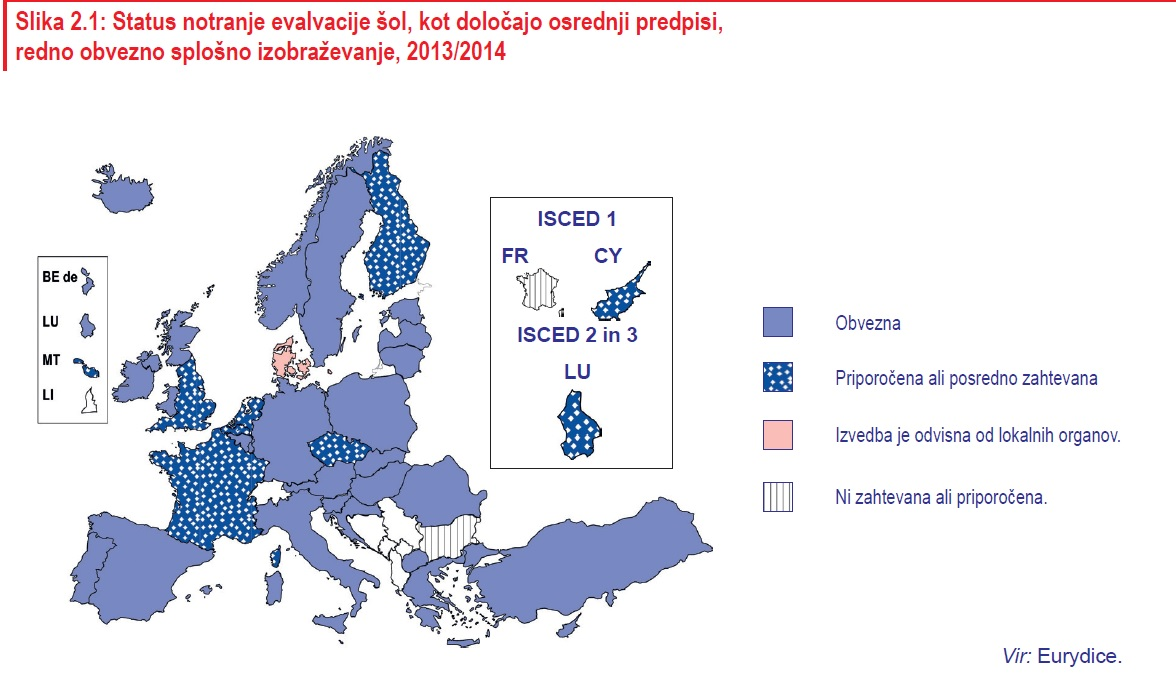 Slika 2.1: Status notranje evalvacije šol, kot določajo osrednji predpisi,
redno obvezno splošno izobraževanje, 2013/2014
BE de
LU
MT
LI
ISCED 1
FR CY
ISCED 2 in 3
LU
Obvezna
Priporočena ali posredno zahtevana
Izvedba je odvisna od lokalnih organov.
Ni zahtevana ali priporočena.
Vir: Eurydice.